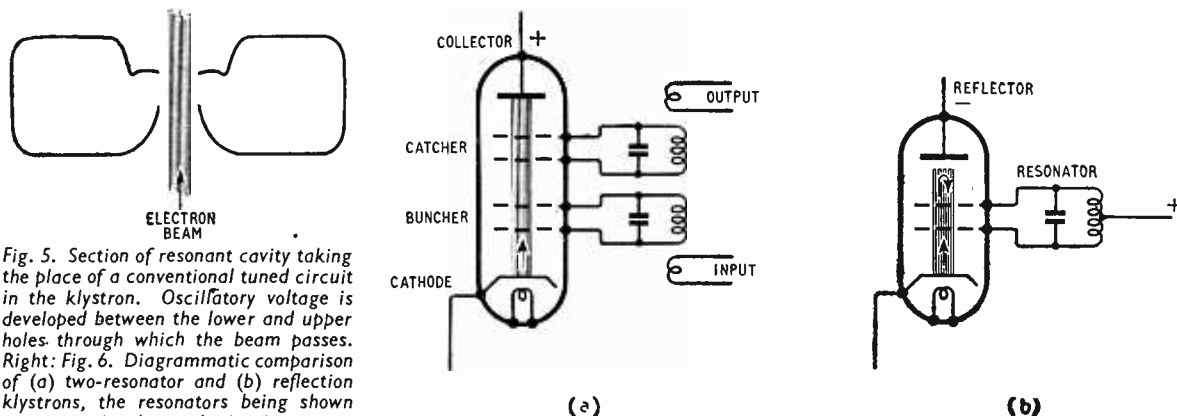 ELECTRON
BEAM
Fig. 5. Section of resonant cavity taking
the place of a conventional tuned circuit
in the klystron. Oscillatory voltage is
developed between the lower and upper
holes through which the beam passes.
Right: Fig. 6. Diagrammatic comparison
of (a) two-resonator and (b) reflection
klystrons, the resonators being shown
COLLECTOR +
OUTPUT
CATCHER
BUNCHER
INPUT
CATHODE
(a)
REFLECTOR
−
RESONATOR
+
(b)